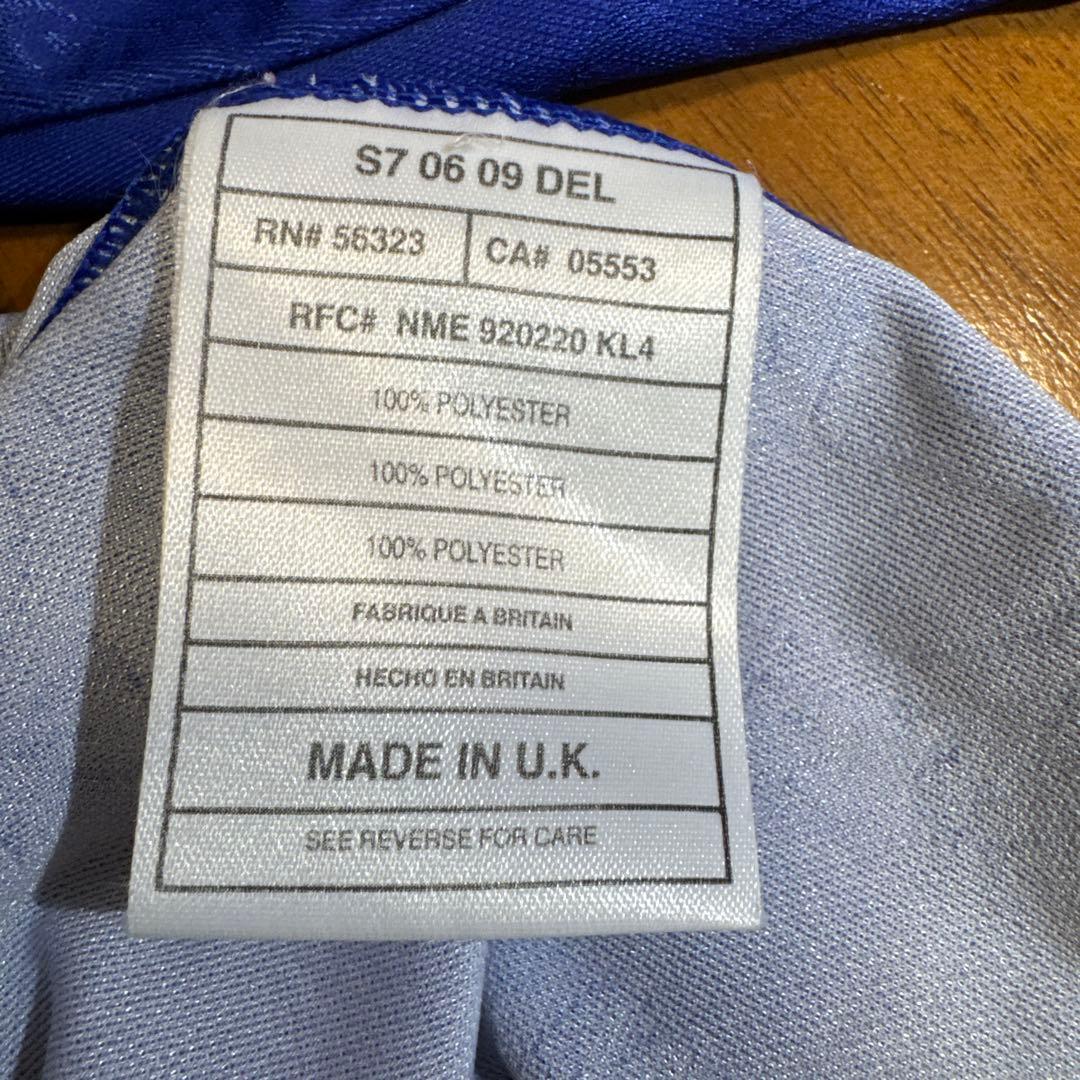 S7 06 09 DEL
RN# 56323 CA# 05553
RFC# NME 920220 KL4
100% POLYESTER
100% POLYESTER
100% POLYESTER
FABRIQUE A BRITAIN
HECHO EN BRITAIN
MADE IN U.K.
SEE REVERSE FOR CARE